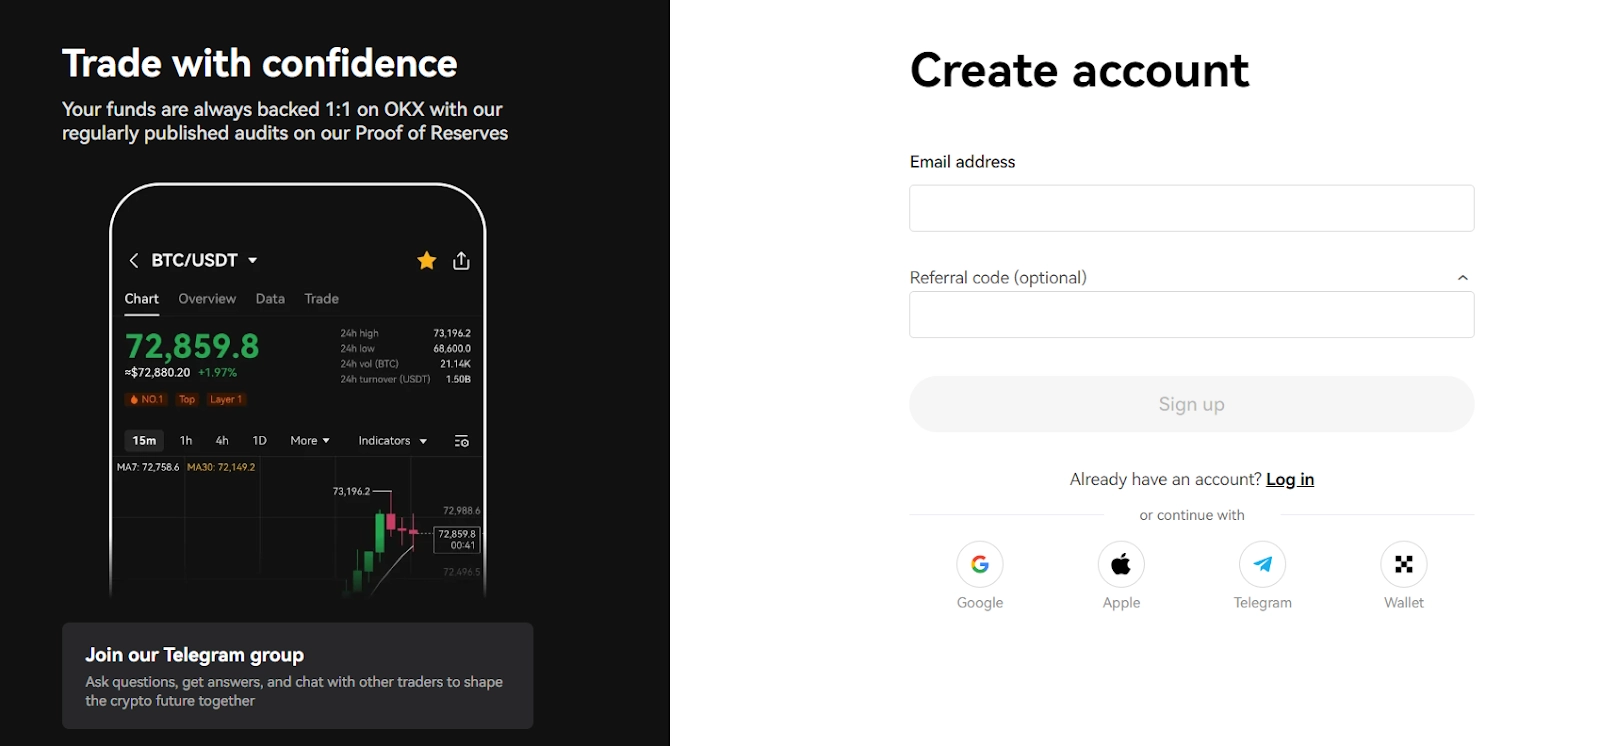 Trade with confidence
Your funds are always backed 1:1 on OKX with our
regularly published audits on our Proof of Reserves
BTC/USDT
Chart Overview Data Trade
72,859.8
≈$72,880.20 +1.97%
24h high 73,196.2
24h low 68,600.0
24h vol (BTC) 21.14K
24h turnover (USDT) 1.50B
NO.1 Top Layer 1
15m 1h 4h 1D More Indicators
MA7: 72,758.6 MA30: 72,149.2
73,196.2
72,988.6
72,859.8
00:41
72,496.5
Join our Telegram group
Ask questions, get answers, and chat with other traders to shape
the crypto future together
Create account
Email address
Referral code (optional)
Sign up
Already have an account? Log in
or continue with
Google Apple Telegram Wallet